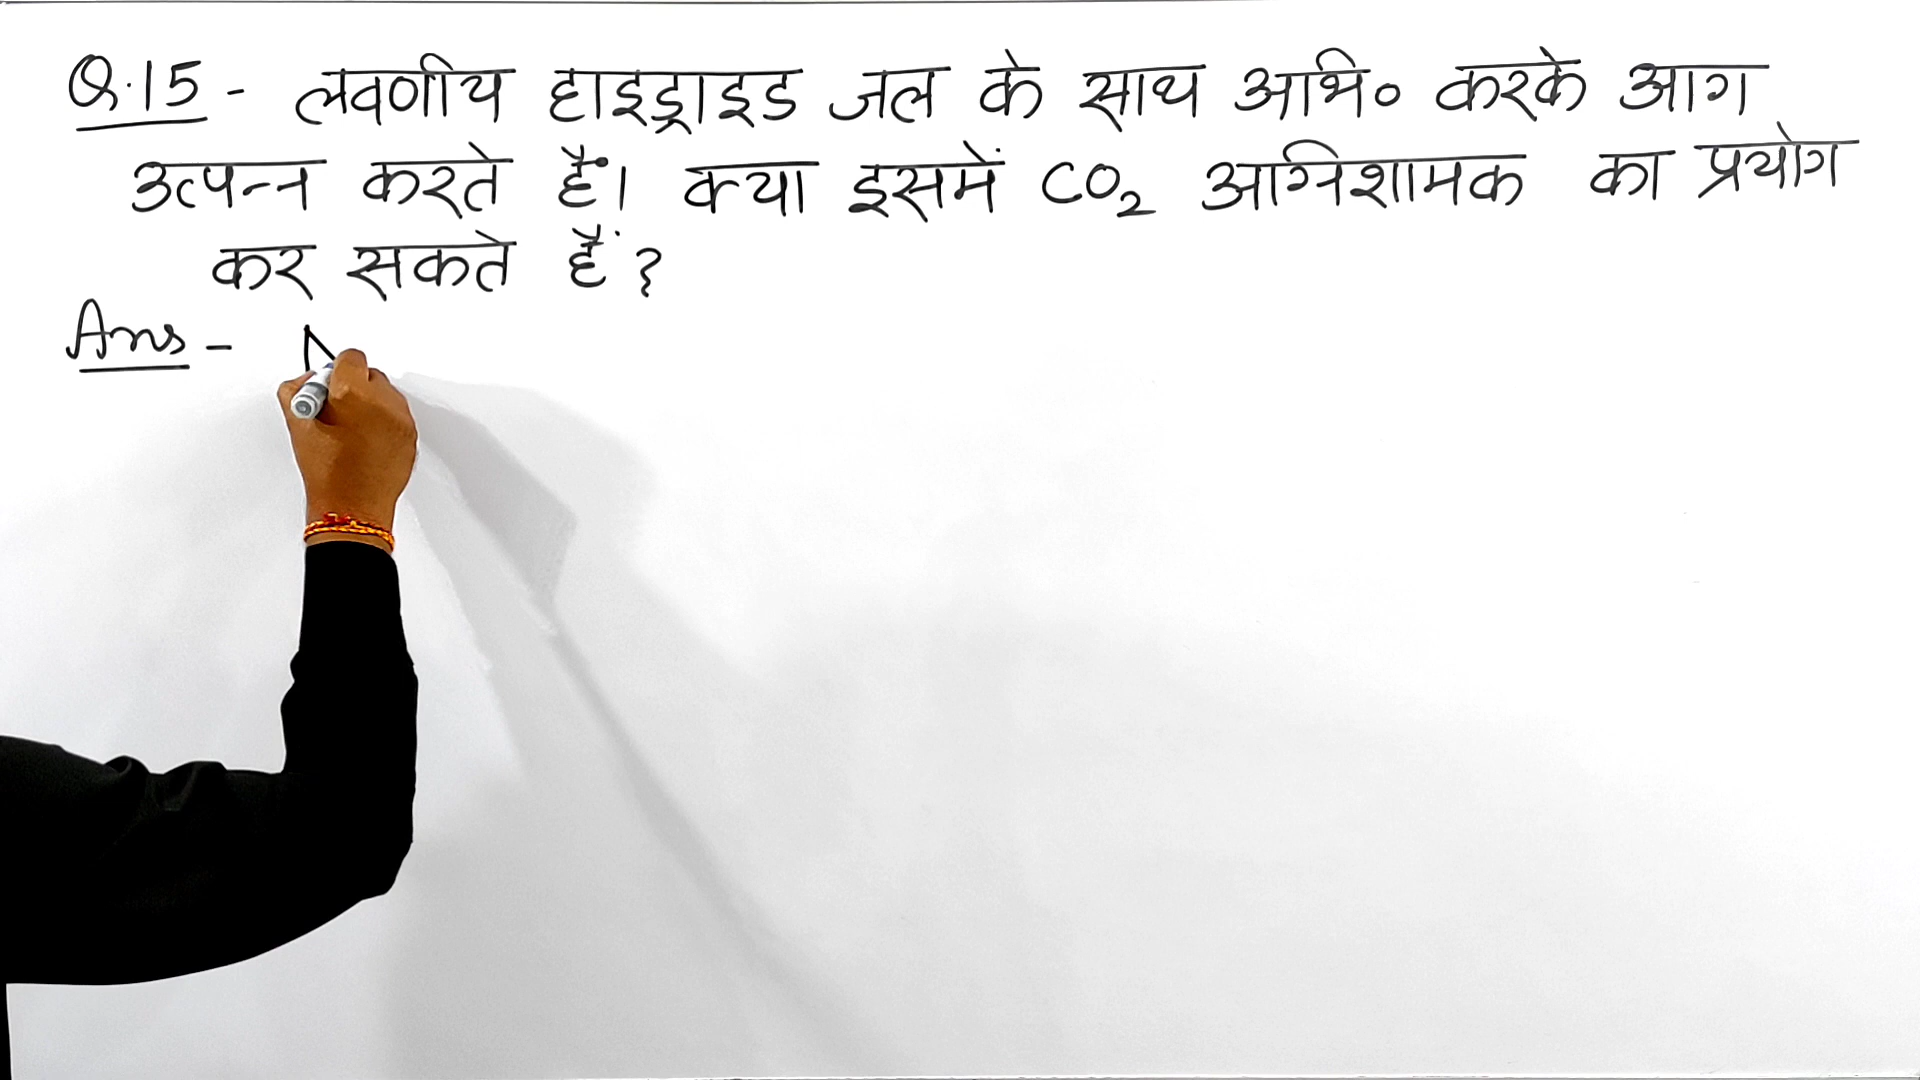 Q.15 - लवणीय हाइड्राइड जल के साथ अभि० करके आग
उत्पन्न करते हैं। क्या इसमें CO₂ अग्निशामक का प्रयोग
कर सकते हैं ?
Ans -